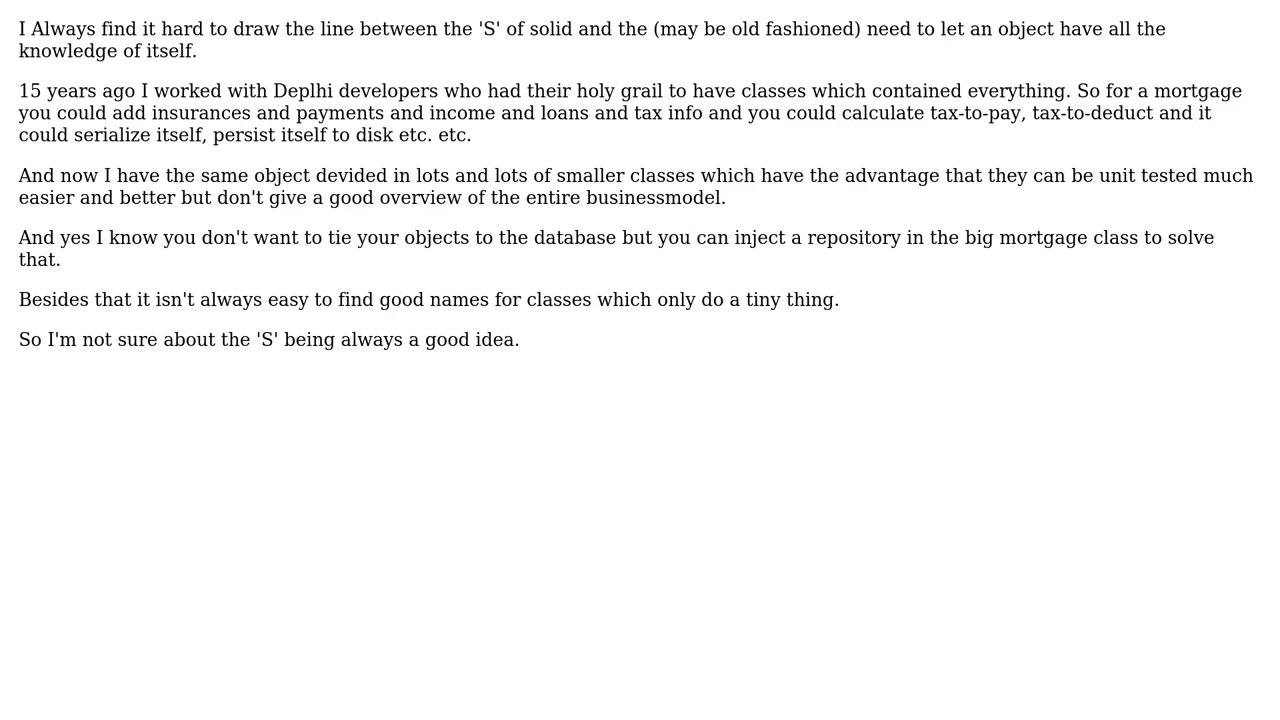 I Always find it hard to draw the line between the 'S' of solid and the (may be old fashioned) need to let an object have all the
knowledge of itself.
15 years ago I worked with Deplhi developers who had their holy grail to have classes which contained everything. So for a mortgage
you could add insurances and payments and income and loans and tax info and you could calculate tax-to-pay, tax-to-deduct and it
could serialize itself, persist itself to disk etc. etc.
And now I have the same object devided in lots and lots of smaller classes which have the advantage that they can be unit tested much
easier and better but don't give a good overview of the entire businessmodel.
And yes I know you don't want to tie your objects to the database but you can inject a repository in the big mortgage class to solve
that.
Besides that it isn't always easy to find good names for classes which only do a tiny thing.
So I'm not sure about the 'S' being always a good idea.